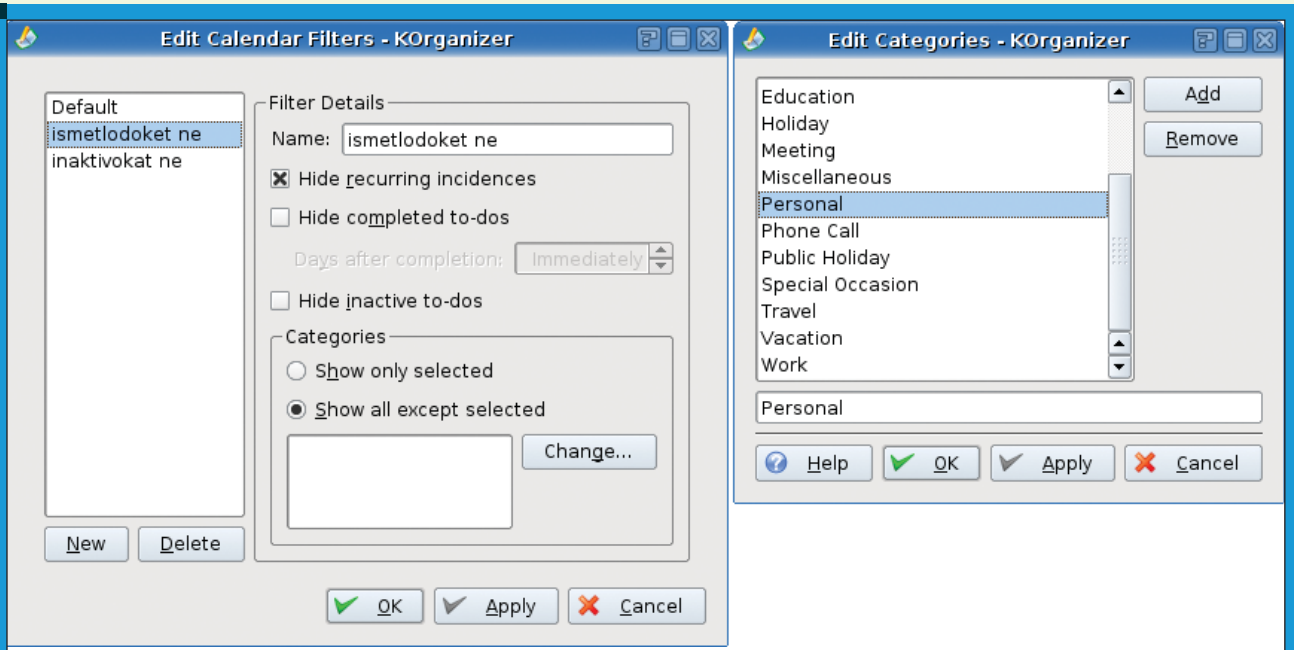 Edit Calendar Filters - KOrganizer
Default
ismetlodoket ne
inaktivokat ne
Filter Details
Name: ismetlodoket ne
Hide recurring incidences
Hide completed to-dos
Days after completion: Immediately
Hide inactive to-dos
Categories
Show only selected
Show all except selected
Change...
New Delete
OK Apply Cancel
Edit Categories - KOrganizer
Education
Holiday
Meeting
Miscellaneous
Personal
Phone Call
Public Holiday
Special Occasion
Travel
Vacation
Work
Add
Remove
Personal
Help OK Apply Cancel